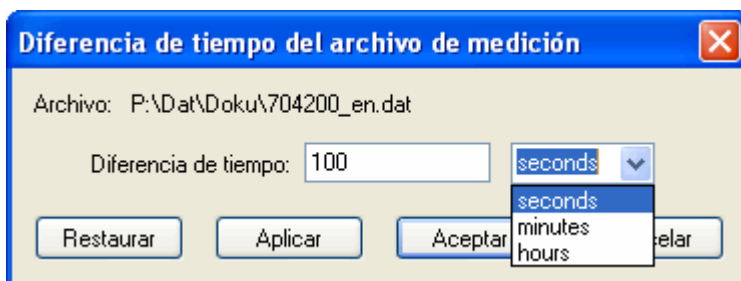 Diferencia de tiempo del archivo de medición
Archivo: P:\Dat\Doku\704200_en.dat
Diferencia de tiempo: 100 seconds
seconds
minutes
hours
Restaurar Aplicar Aceptar elar